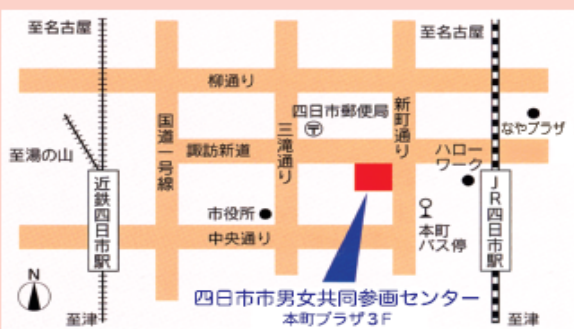 至名古屋
至名古屋
柳通り
国道一号線
三滝通り
新町通り
四日市郵便局
〒
なやプラザ
諏訪新道
ハロー
ワーク
至湯の山
近鉄四日市駅
JR四日市駅
市役所
本町
バス停
中央通り
N
四日市市男女共同参画センター
本町プラザ3F
至津
至津